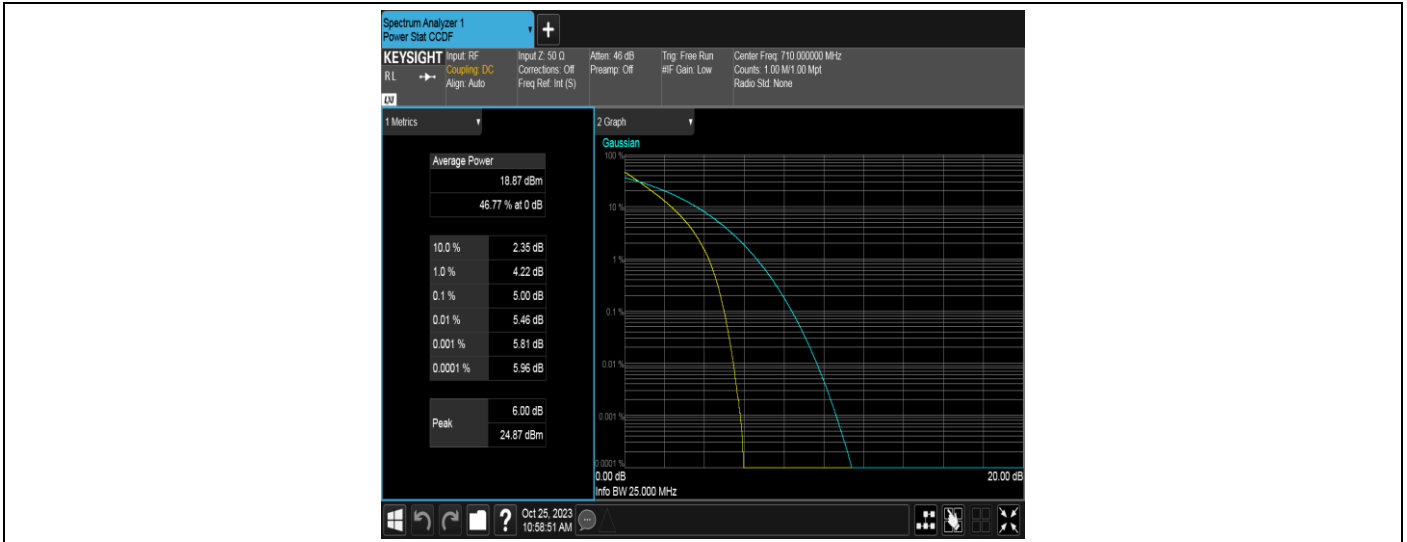 Spectrum Analyzer 1
Power Stat CCDF
+
KEYSIGHT Input: RF Input Z: 50 Ω Atten: 46 dB Trig: Free Run Center Freq: 710.000000 MHz
RL Coupling: DC Corrections: Off Preamp: Off #IF Gain: Low Counts: 1.00 M/1.00 Mpt
Align: Auto Freq Ref: Int (S) Radio Std: None
LXI
1 Metrics
Average Power
18.87 dBm
46.77 % at 0 dB
10.0 % 2.35 dB
1.0 % 4.22 dB
0.1 % 5.00 dB
0.01 % 5.46 dB
0.001 % 5.81 dB
0.0001 % 5.96 dB
Peak 6.00 dB
24.87 dBm
2 Graph
Gaussian
100 %
10 %
1 %
0.1 %
0.01 %
0.001 %
0.0001 %
0.00 dB 20.00 dB
Info BW 25.000 MHz
? Oct 25, 2023
10:58:51 AM